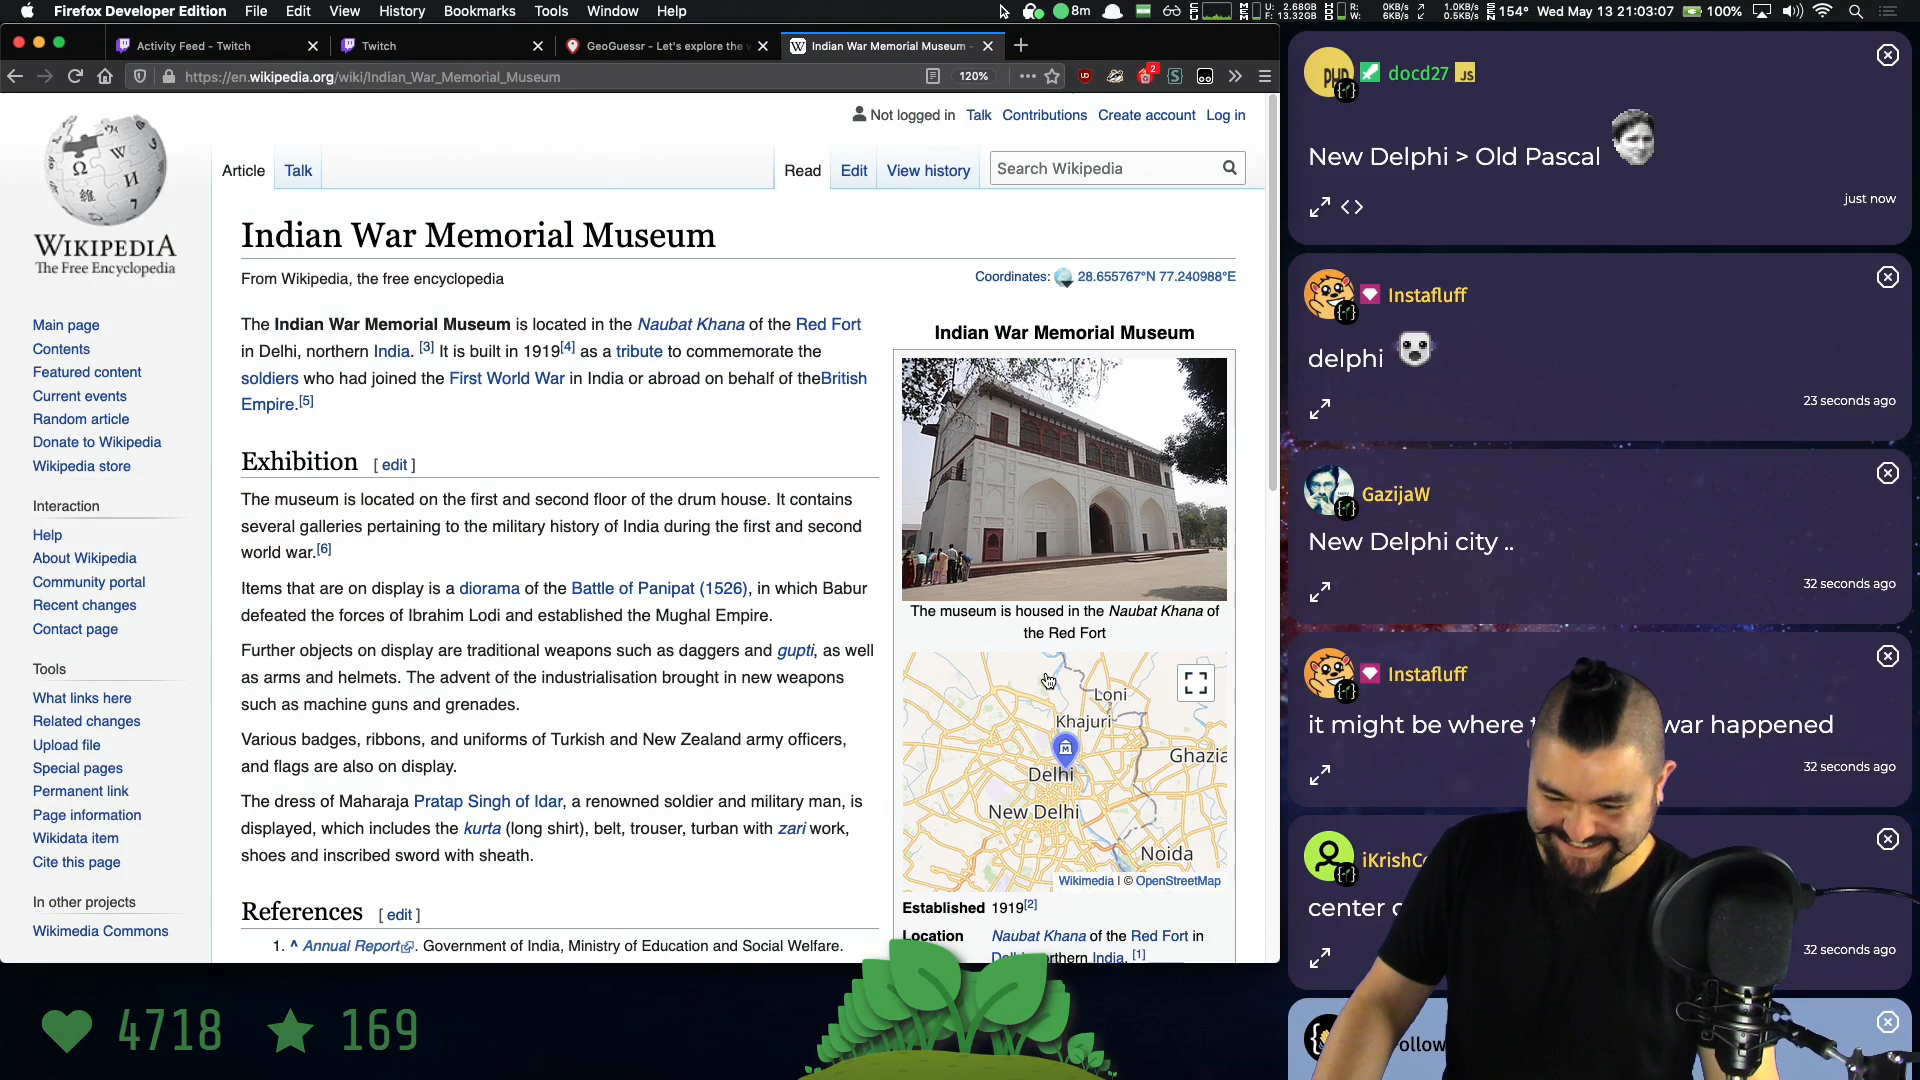 Firefox Developer Edition File Edit View History Bookmarks Tools Window Help
8m U: 2.68GB F: 13.32GB R: 0KB/s W: 6KB/s 1.0KB/s 0.5KB/s 154° Wed May 13 21:03:07 100%
Activity Feed - Twitch
Twitch
GeoGuessr - Let's explore the w
Indian War Memorial Museum -
https://en.wikipedia.org/wiki/Indian_War_Memorial_Museum 120% 2
Not logged in Talk Contributions Create account Log in
Article Talk Read Edit View history Search Wikipedia
WIKIPEDIA
The Free Encyclopedia
Main page
Contents
Featured content
Current events
Random article
Donate to Wikipedia
Wikipedia store
Interaction
Help
About Wikipedia
Community portal
Recent changes
Contact page
Tools
What links here
Related changes
Upload file
Special pages
Permanent link
Page information
Wikidata item
Cite this page
In other projects
Wikimedia Commons
Indian War Memorial Museum
From Wikipedia, the free encyclopedia
Coordinates: 28.655767°N 77.240988°E
The Indian War Memorial Museum is located in the Naubat Khana of the Red Fort
in Delhi, northern India. [3] It is built in 1919[4] as a tribute to commemorate the
soldiers who had joined the First World War in India or abroad on behalf of theBritish
Empire.[5]
Exhibition [ edit ]
The museum is located on the first and second floor of the drum house. It contains
several galleries pertaining to the military history of India during the first and second
world war.[6]
Items that are on display is a diorama of the Battle of Panipat (1526), in which Babur
defeated the forces of Ibrahim Lodi and established the Mughal Empire.
Further objects on display are traditional weapons such as daggers and gupti, as well
as arms and helmets. The advent of the industrialisation brought in new weapons
such as machine guns and grenades.
Various badges, ribbons, and uniforms of Turkish and New Zealand army officers,
and flags are also on display.
The dress of Maharaja Pratap Singh of Idar, a renowned soldier and military man, is
displayed, which includes the kurta (long shirt), belt, trouser, turban with zari work,
shoes and inscribed sword with sheath.
References [ edit ]
1. ^ Annual Report. Government of India, Ministry of Education and Social Welfare.
Indian War Memorial Museum
The museum is housed in the Naubat Khana of
the Red Fort
Loni
Khajuri
Ghazia
Delhi
New Delhi
Noida
Wikimedia | © OpenStreetMap
Established 1919[2]
Location Naubat Khana of the Red Fort in
northern India. [1]
4718 169
php docd27 JS
New Delphi > Old Pascal
just now
Instafluff
delphi
23 seconds ago
GazijaW
New Delphi city ..
32 seconds ago
Instafluff
it might be where war happened
32 seconds ago
iKrishC
center
32 seconds ago
ollow